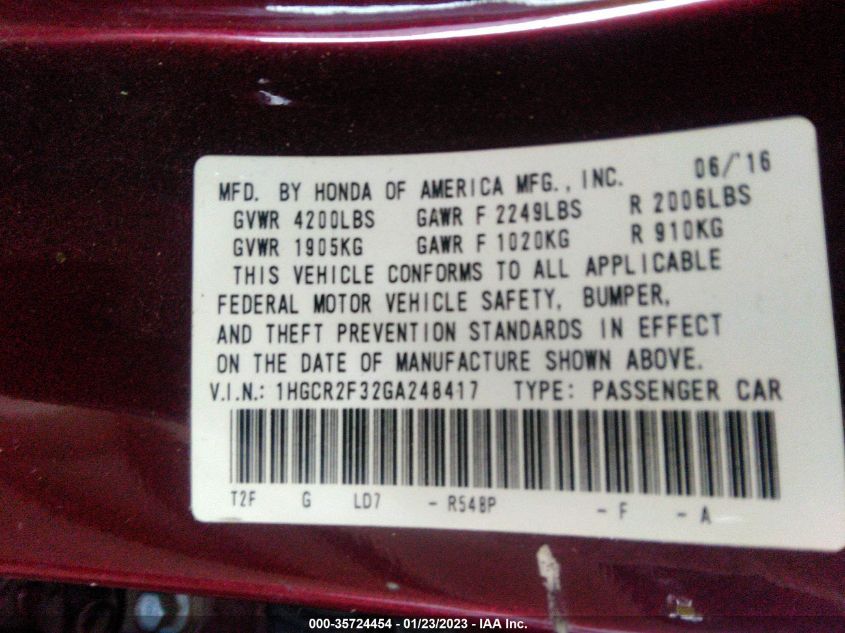 06/'16
MFD. BY HONDA OF AMERICA MFG., INC.
GVWR 4200LBS GAWR F 2249LBS R 2006LBS
GVWR 1905KG GAWR F 1020KG R 910KG
THIS VEHICLE CONFORMS TO ALL APPLICABLE
FEDERAL MOTOR VEHICLE SAFETY, BUMPER,
AND THEFT PREVENTION STANDARDS IN EFFECT
ON THE DATE OF MANUFACTURE SHOWN ABOVE.
V.I.N.: 1HGCR2F32GA248417 TYPE: PASSENGER CAR
T2F G LD7 - R548P - F - A
000-35724454 - 01/23/2023 - IAA Inc.